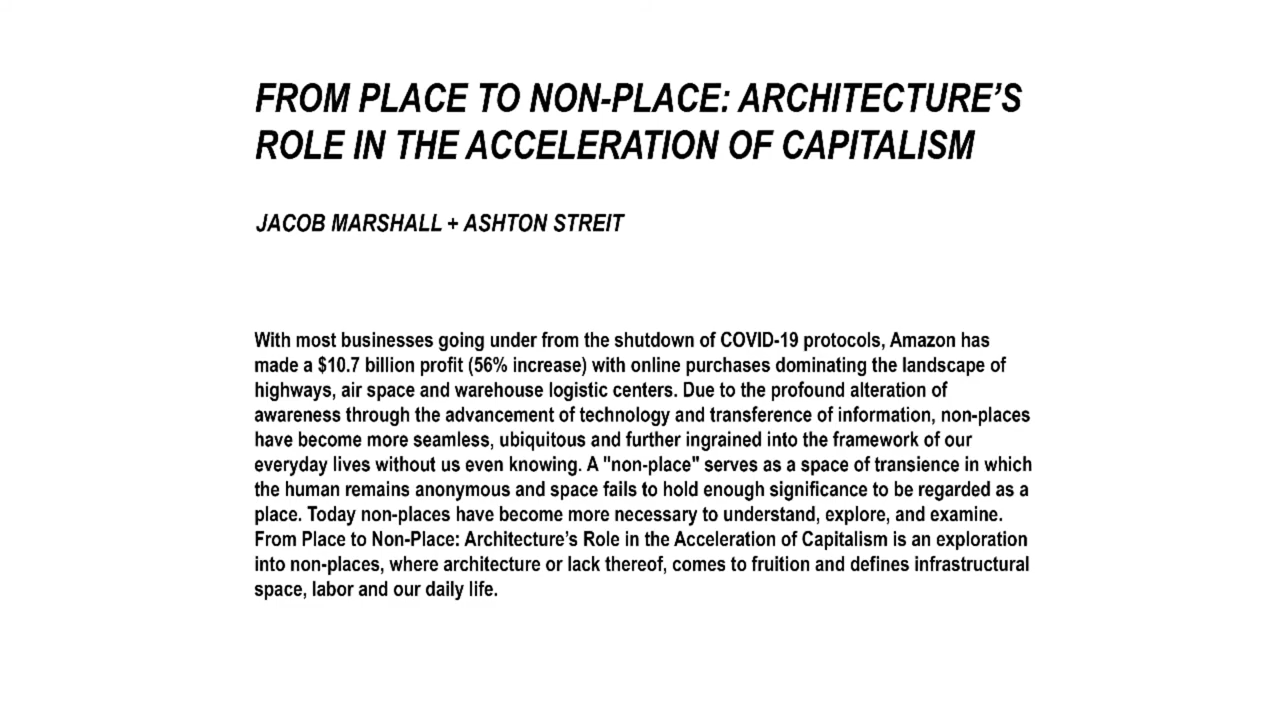 FROM PLACE TO NON-PLACE: ARCHITECTURE’S
ROLE IN THE ACCELERATION OF CAPITALISM
JACOB MARSHALL + ASHTON STREIT
With most businesses going under from the shutdown of COVID-19 protocols, Amazon has
made a $10.7 billion profit (56% increase) with online purchases dominating the landscape of
highways, air space and warehouse logistic centers. Due to the profound alteration of
awareness through the advancement of technology and transference of information, non-places
have become more seamless, ubiquitous and further ingrained into the framework of our
everyday lives without us even knowing. A "non-place" serves as a space of transience in which
the human remains anonymous and space fails to hold enough significance to be regarded as a
place. Today non-places have become more necessary to understand, explore, and examine.
From Place to Non-Place: Architecture’s Role in the Acceleration of Capitalism is an exploration
into non-places, where architecture or lack thereof, comes to fruition and defines infrastructural
space, labor and our daily life.